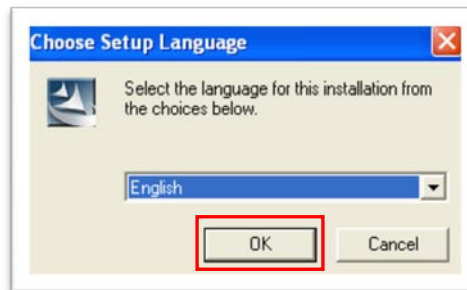 Choose Setup Language
Select the language for this installation from
the choices below.
English
OK
Cancel